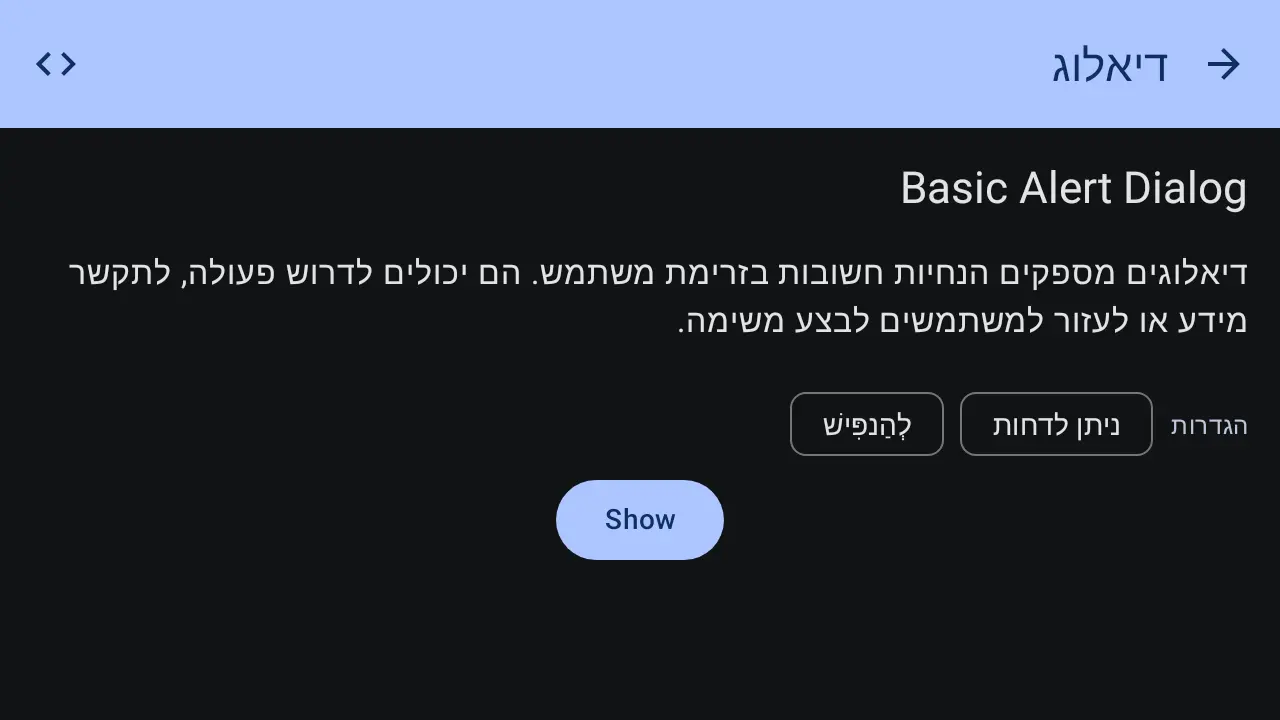 דיאלוג
Basic Alert Dialog
דיאלוגים מספקים הנחיות חשובות בזרימת משתמש. הם יכולים לדרוש פעולה, לתקשר
מידע או לעזור למשתמשים לבצע משימה.
הגדרות
ניתן לדחות
לְהַנפִּישׁ
Show